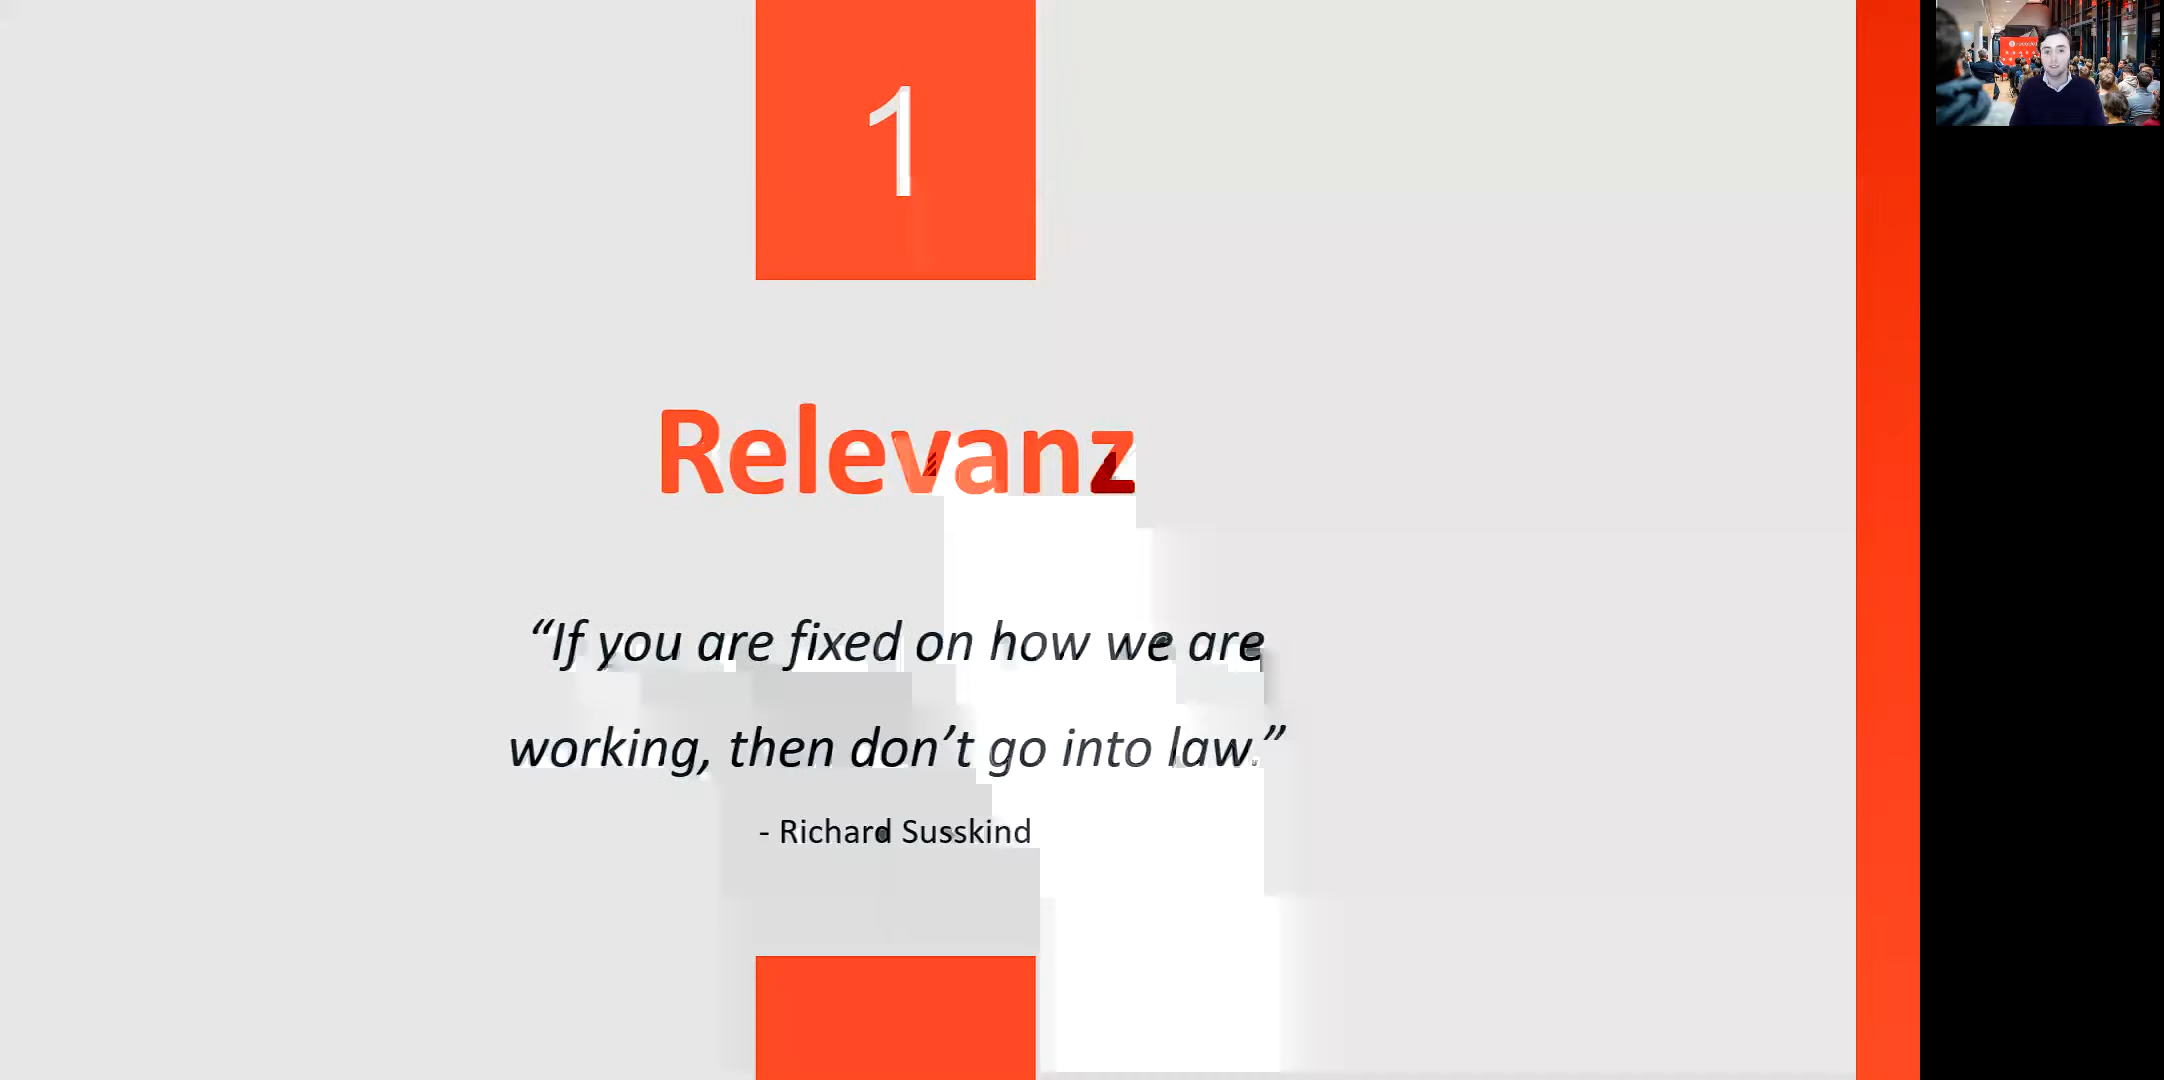 1
Relevanz
“If you are fixed on how we are
working, then don’t go into law.”
- Richard Susskind